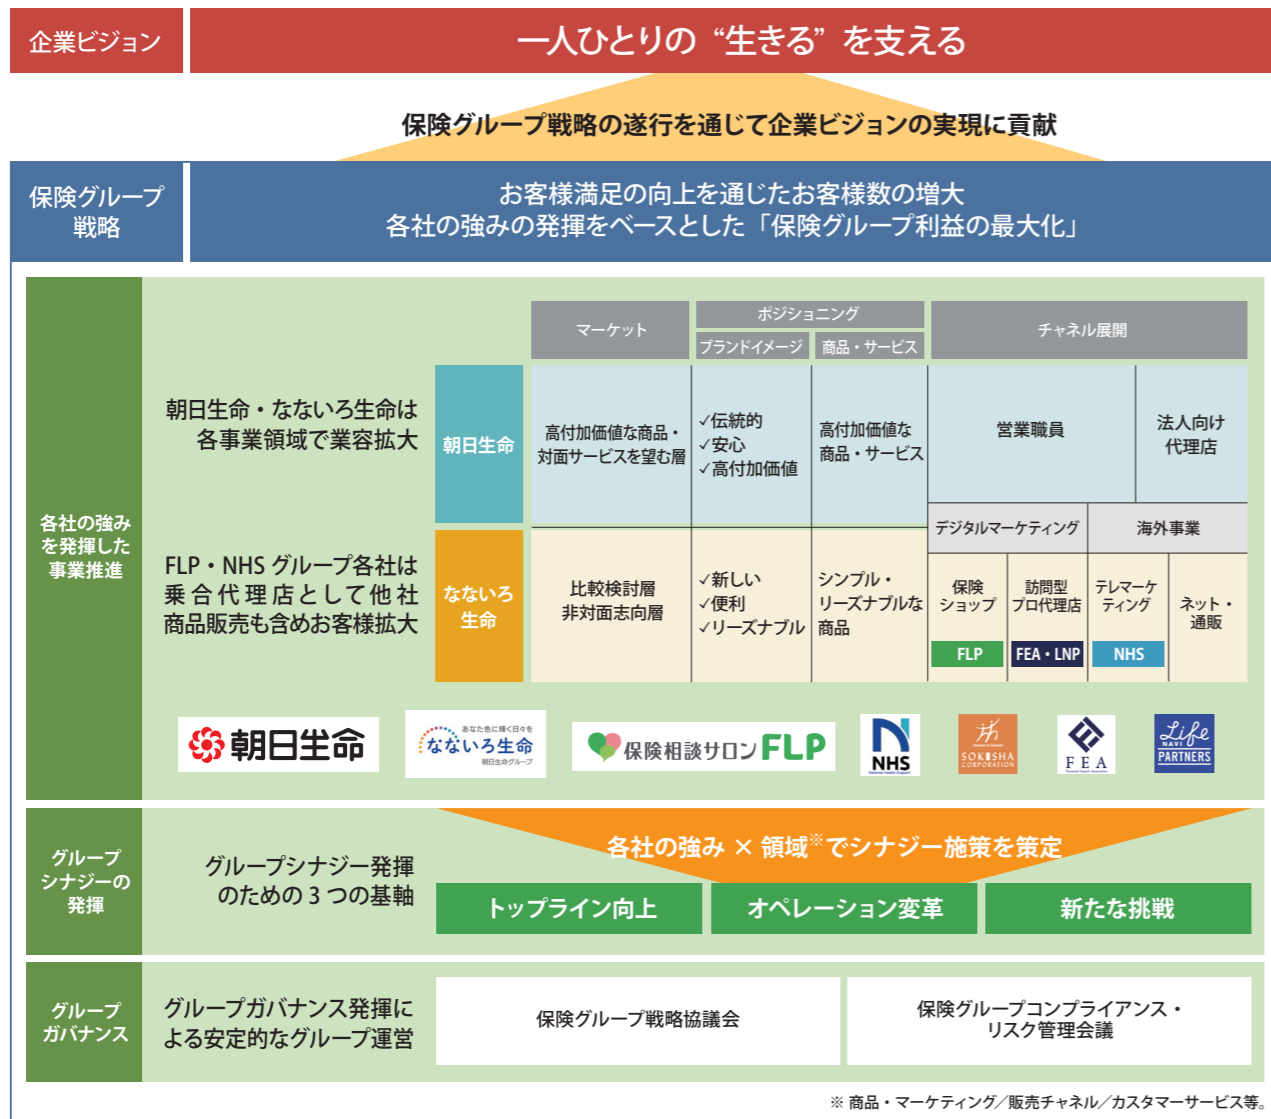 企業ビジョン
一人ひとりの“生きる”を支える
保険グループ戦略の遂行を通じて企業ビジョンの実現に貢献
保険グループ
戦略
お客様満足の向上を通じたお客様数の増大
各社の強みの発揮をベースとした「保険グループ利益の最大化」
各社の強み
を発揮した
事業推進
朝日生命・なないろ生命は
各事業領域で業容拡大
FLP・NHS グループ各社は
乗合代理店として他社
商品販売も含めお客様拡大
マーケット
ポジショニング
ブランドイメージ
商品・サービス
チャネル展開
朝日生命
高付加価値な商品・
対面サービスを望む層
✓伝統的
✓安心
✓高付加価値
高付加価値な
商品・サービス
営業職員
法人向け
代理店
デジタルマーケティング
海外事業
なないろ
生命
比較検討層
非対面志向層
✓新しい
✓便利
✓リーズナブル
シンプル・
リーズナブルな
商品
保険
ショップ
FLP
訪問型
プロ代理店
FEA・LNP
テレマーケ
ティング
NHS
ネット・
通販
朝日生命
あなた色に輝く日々を
なないろ生命
朝日生命グループ
保険相談サロンFLP
NHS
National Health Support
SOKISHA
CORPORATION
FEA
Life
NAVI
PARTNERS
グループ
シナジーの
発揮
グループシナジー発揮
のための 3 つの基軸
各社の強み × 領域※でシナジー施策を策定
トップライン向上
オペレーション変革
新たな挑戦
グループ
ガバナンス
グループガバナンス発揮に
よる安定的なグループ運営
保険グループ戦略協議会
保険グループコンプライアンス・
リスク管理会議
※ 商品・マーケティング／販売チャネル／カスタマーサービス等。